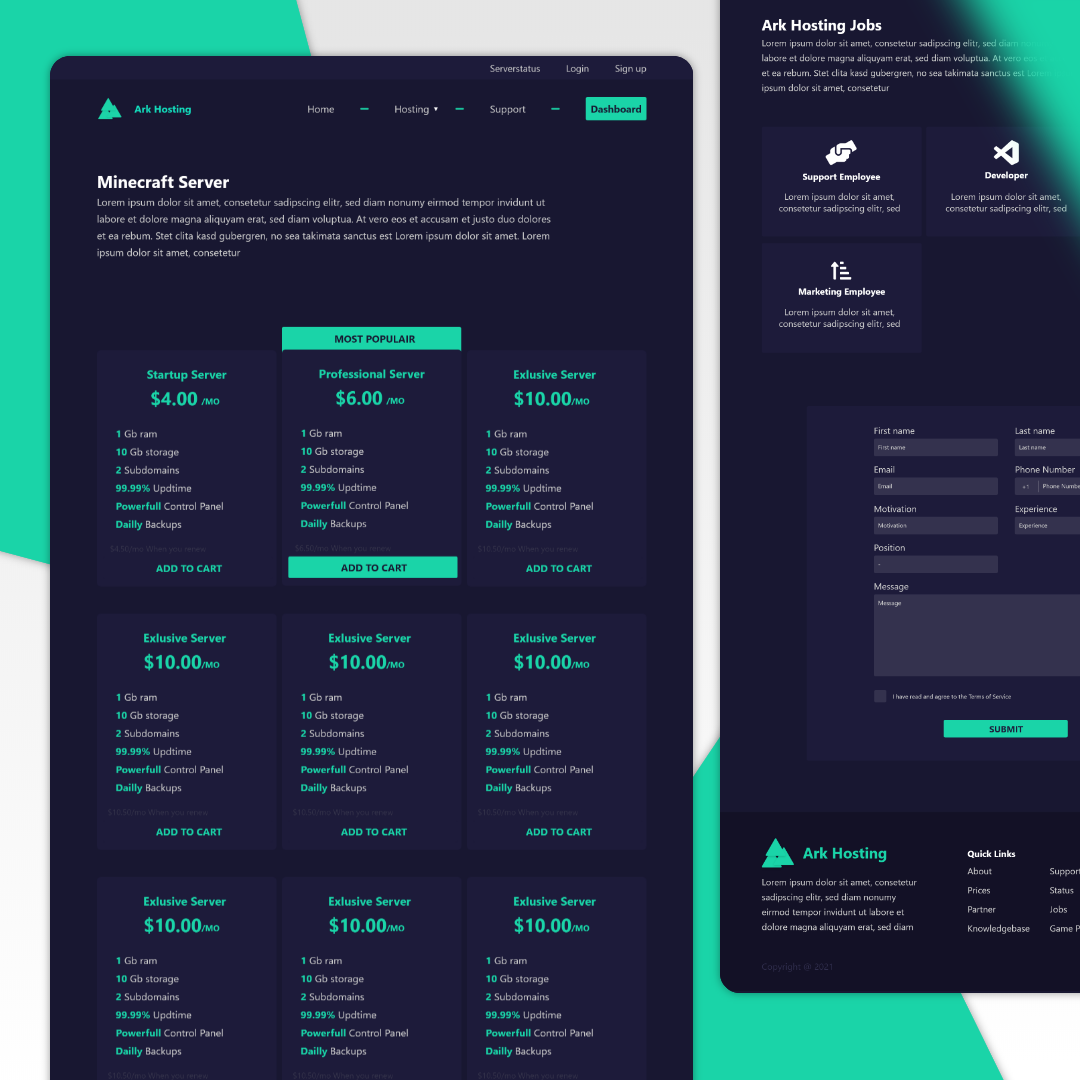 Serverstatus Login Sign up
Ark Hosting Home Hosting ▾ Support Dashboard
Minecraft Server
Lorem ipsum dolor sit amet, consetetur sadipscing elitr, sed diam nonumy eirmod tempor invidunt ut
labore et dolore magna aliquyam erat, sed diam voluptua. At vero eos et accusam et justo duo dolores
et ea rebum. Stet clita kasd gubergren, no sea takimata sanctus est Lorem ipsum dolor sit amet. Lorem
ipsum dolor sit amet, consetetur
MOST POPULAIR
Startup Server
$4.00 /MO
1 Gb ram
10 Gb storage
2 Subdomains
99.99% Updtime
Powerfull Control Panel
Dailly Backups
$4.50/mo When you renew
ADD TO CART
Professional Server
$6.00 /MO
1 Gb ram
10 Gb storage
2 Subdomains
99.99% Updtime
Powerfull Control Panel
Dailly Backups
$6.50/mo When you renew
ADD TO CART
Exlusive Server
$10.00/MO
1 Gb ram
10 Gb storage
2 Subdomains
99.99% Updtime
Powerfull Control Panel
Dailly Backups
$10.50/mo When you renew
ADD TO CART
Exlusive Server
$10.00/MO
1 Gb ram
10 Gb storage
2 Subdomains
99.99% Updtime
Powerfull Control Panel
Dailly Backups
$10.50/mo When you renew
ADD TO CART
Exlusive Server
$10.00/MO
1 Gb ram
10 Gb storage
2 Subdomains
99.99% Updtime
Powerfull Control Panel
Dailly Backups
$10.50/mo When you renew
ADD TO CART
Exlusive Server
$10.00/MO
1 Gb ram
10 Gb storage
2 Subdomains
99.99% Updtime
Powerfull Control Panel
Dailly Backups
$10.50/mo When you renew
ADD TO CART
Exlusive Server
$10.00/MO
1 Gb ram
10 Gb storage
2 Subdomains
99.99% Updtime
Powerfull Control Panel
Dailly Backups
$10.50/mo When you renew
Exlusive Server
$10.00/MO
1 Gb ram
10 Gb storage
2 Subdomains
99.99% Updtime
Powerfull Control Panel
Dailly Backups
$10.50/mo When you renew
Exlusive Server
$10.00/MO
1 Gb ram
10 Gb storage
2 Subdomains
99.99% Updtime
Powerfull Control Panel
Dailly Backups
$10.50/mo When you renew
Ark Hosting Jobs
Lorem ipsum dolor sit amet, consetetur sadipscing elitr, sed diam
labore et dolore magna aliquyam erat, sed diam voluptua. At vero eos
et ea rebum. Stet clita kasd gubergren, no sea takimata sanctus est
ipsum dolor sit amet, consetetur
Support Employee
Lorem ipsum dolor sit amet,
consetetur sadipscing elitr, sed
Developer
Lorem ipsum dolor sit amet,
consetetur sadipscing elitr, sed
Marketing Employee
Lorem ipsum dolor sit amet,
consetetur sadipscing elitr, sed
First name Last name
First name Last name
Email Phone Number
Email +1 Phone Numbe
Motivation Experience
Motivation Experience
Position
-
Message
Message
I have read and agree to the Terms of Service
SUBMIT
Ark Hosting
Lorem ipsum dolor sit amet, consetetur
sadipscing elitr, sed diam nonumy
eirmod tempor invidunt ut labore et
dolore magna aliquyam erat, sed diam
Quick Links
About Support
Prices Status
Partner Jobs
Knowledgebase Game P
Copyright @ 2021